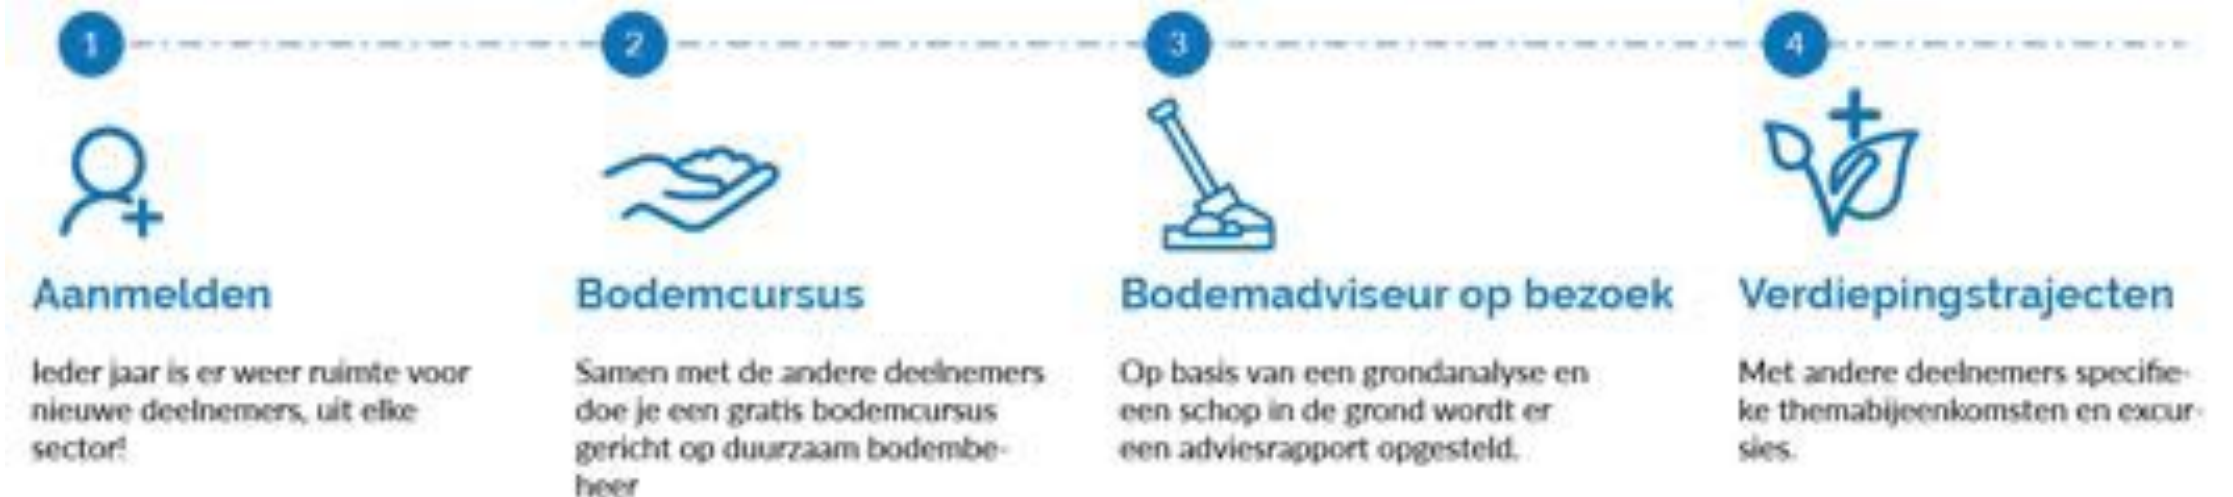 1
2
3
4
Aanmelden
Ieder jaar is er weer ruimte voor
nieuwe deelnemers, uit elke
sector!
Bodemcursus
Samen met de andere deelnemers
doe je een gratis bodemcursus
gericht op duurzaam bodembe-
heer
Bodemadviseur op bezoek
Op basis van een grondanalyse en
een schop in de grond wordt er
een adviesrapport opgesteld.
Verdiepingstrajecten
Met andere deelnemers specifie-
ke themabijeenkomsten en excur-
sies.